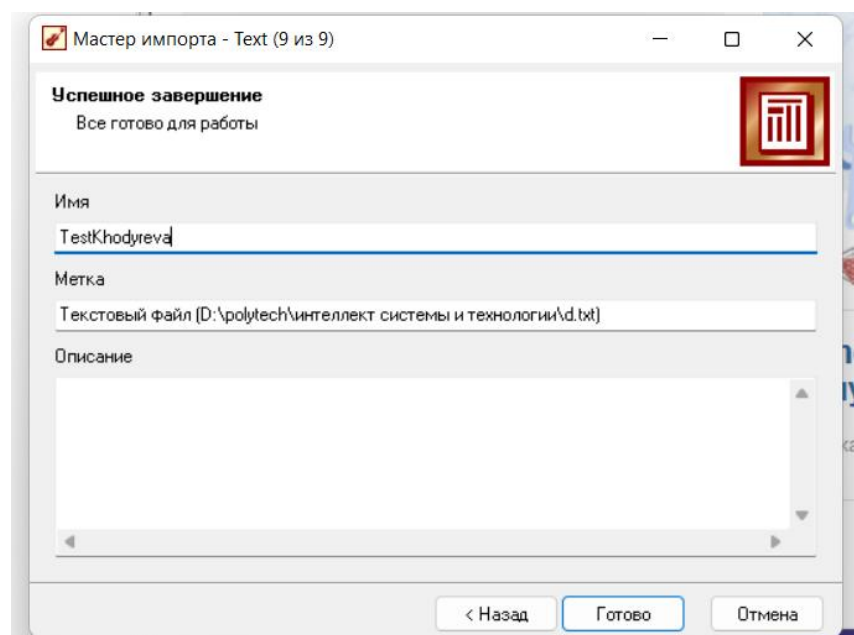 Мастер импорта - Text (9 из 9)
Успешное завершение
Все готово для работы
Имя
TestKhodyreva
Метка
Текстовый файл (D:\polytech\интеллект системы и технологии\d.txt)
Описание
< Назад
Готово
Отмена